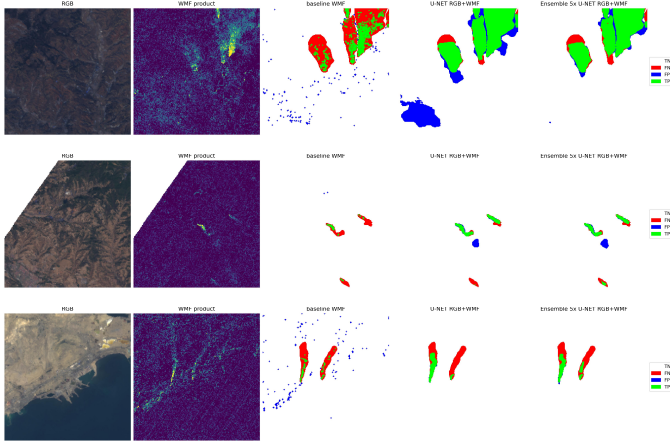 RGB
WMF product
baseline WMF
U-NET RGB+WMF
Ensemble 5x U-NET RGB+WMF
TN
FN
FP
TP
RGB
WMF product
baseline WMF
U-NET RGB+WMF
Ensemble 5x U-NET RGB+WMF
TN
FN
FP
TP
RGB
WMF product
baseline WMF
U-NET RGB+WMF
Ensemble 5x U-NET RGB+WMF
TN
FN
FP
TP